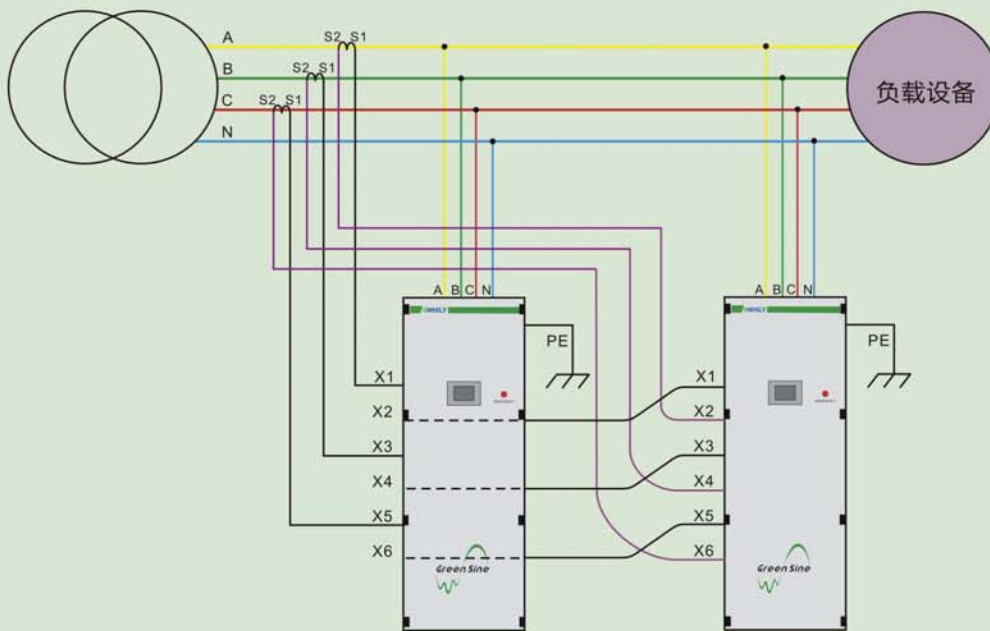 A
S2 S1
B
S2 S1
C
S2 S1
N
负载设备
A B C N
A B C N
PE
PE
X1
X2
X3
X4
X5
X6
X1
X2
X3
X4
X5
X6
Green Sine
Green Sine